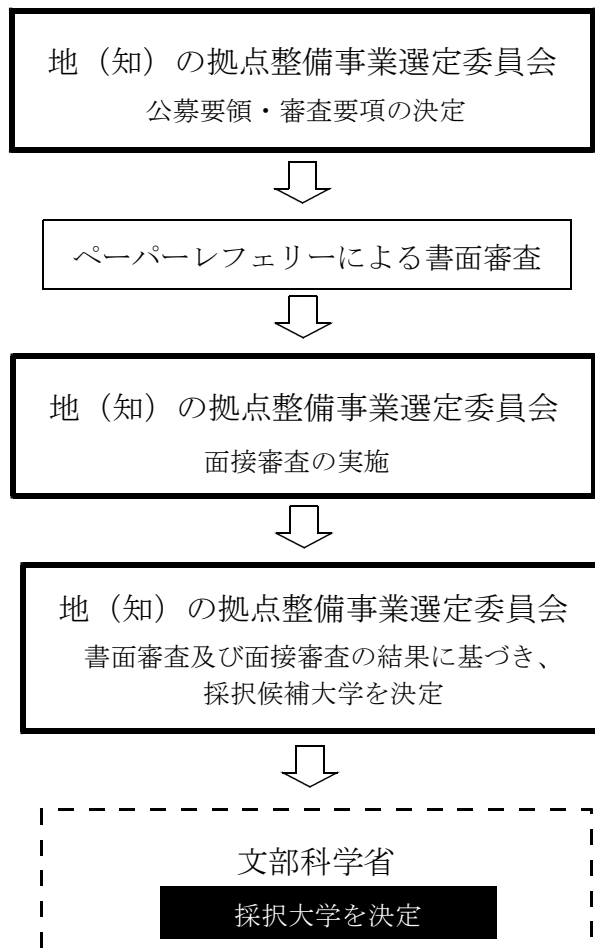 地（知）の拠点整備事業選定委員会
公募要領・審査要項の決定
ペーパーレフェリーによる書面審査
地（知）の拠点整備事業選定委員会
面接審査の実施
地（知）の拠点整備事業選定委員会
書面審査及び面接審査の結果に基づき、
採択候補大学を決定
文部科学省
採択大学を決定